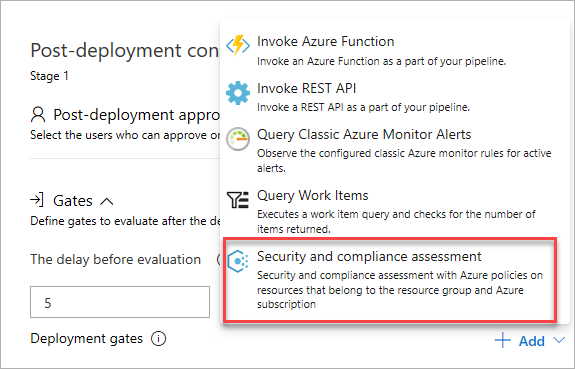 Post-deployment con
Stage 1
Post-deployment appro
Select the users who can approve or
Gates
Define gates to evaluate after the de
The delay before evaluation
5
Deployment gates
Invoke Azure Function
Invoke an Azure Function as a part of your pipeline.
Invoke REST API
Invoke a REST API as a part of your pipeline.
Query Classic Azure Monitor Alerts
Observe the configured classic Azure monitor rules for active
alerts.
Query Work Items
Executes a work item query and checks for the number of
items returned.
Security and compliance assessment
Security and compliance assessment with Azure policies on
resources that belong to the resource group and Azure
subscription
Add